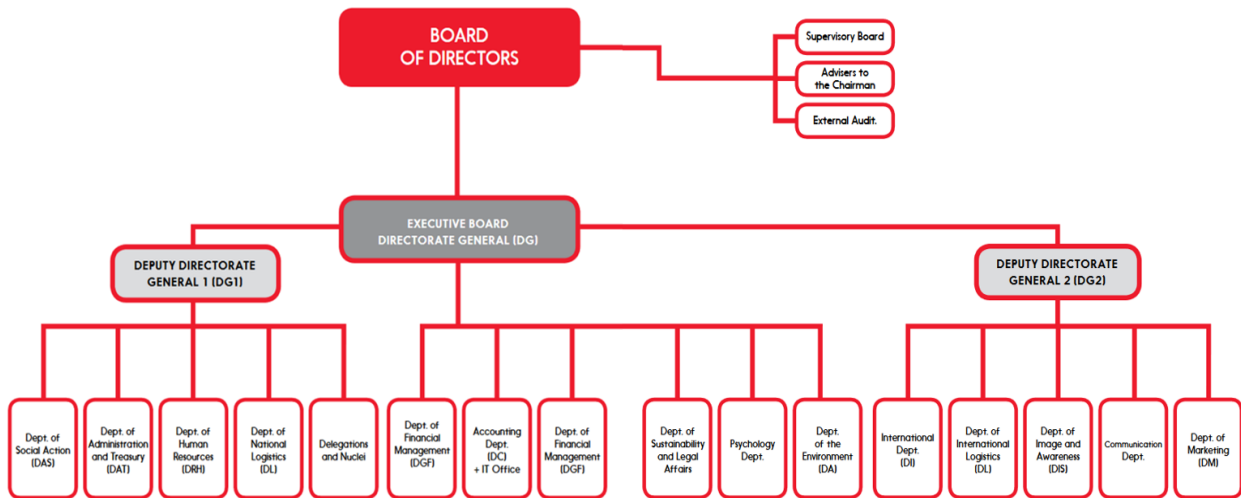 BOARD
OF DIRECTORS
Supervisory Board
Advisers to
the Chairman
External Audit.
EXECUTIVE BOARD
DIRECTORATE GENERAL (DG)
DEPUTY DIRECTORATE
GENERAL 1 (DG1)
DEPUTY DIRECTORATE
GENERAL 2 (DG2)
Dept. of
Social Action
(DAS)
Dept. of
Administration
and Treasury
(DAT)
Dept. of
Human
Resources
(DRH)
Dept. of
National
Logistics
(DL)
Delegations
and Nuclei
Dept. of
Financial
Management
(DGF)
Accounting
Dept.
(DC)
+ IT Office
Dept. of
Financial
Management
(DGF)
Dept. of
Sustainability
and Legal
Affairs
Psychology
Dept.
Dept.
of the
Environment
(DA)
International
Dept.
(DI)
Dept. of
International
Logistics
(DL)
Dept. of
Image and
Awareness
(DIS)
Communication
Dept.
Dept. of
Marketing
(DM)